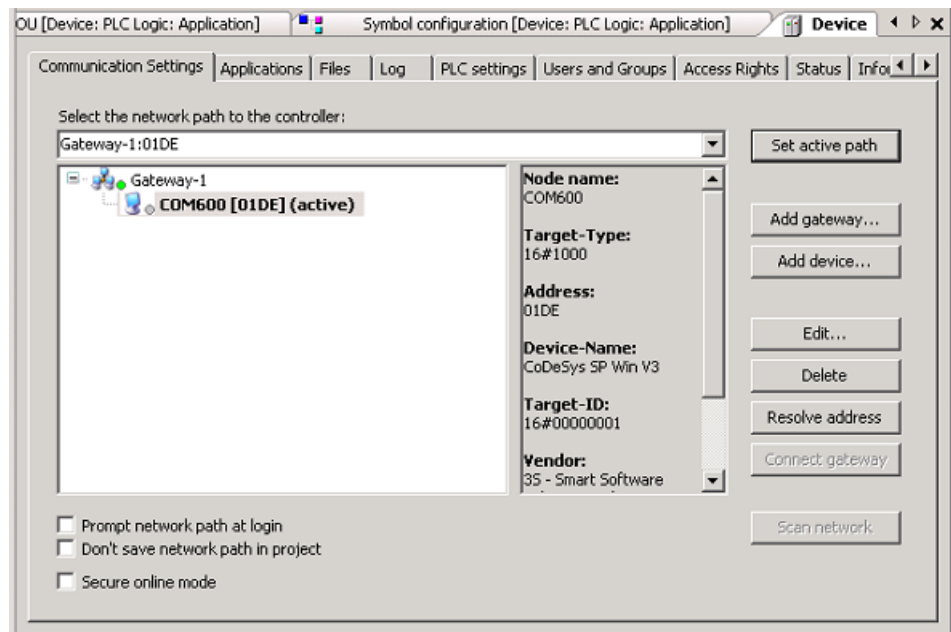 OU [Device: PLC Logic: Application] Symbol configuration [Device: PLC Logic: Application] Device
Communication Settings Applications Files Log PLC settings Users and Groups Access Rights Status
Select the network path to the controller:
Gateway-1:01DE
Set active path
Gateway-1
COM600 [01DE] (active)
Node name:
COM600
Target-Type:
16#1000
Address:
01DE
Device-Name:
CoDeSys SP Win V3
Target-ID:
16#00000001
Vendor:
3S - Smart Software
Add gateway...
Add device...
Edit...
Delete
Resolve address
Connect gateway
Scan network
Prompt network path at login
Don't save network path in project
Secure online mode